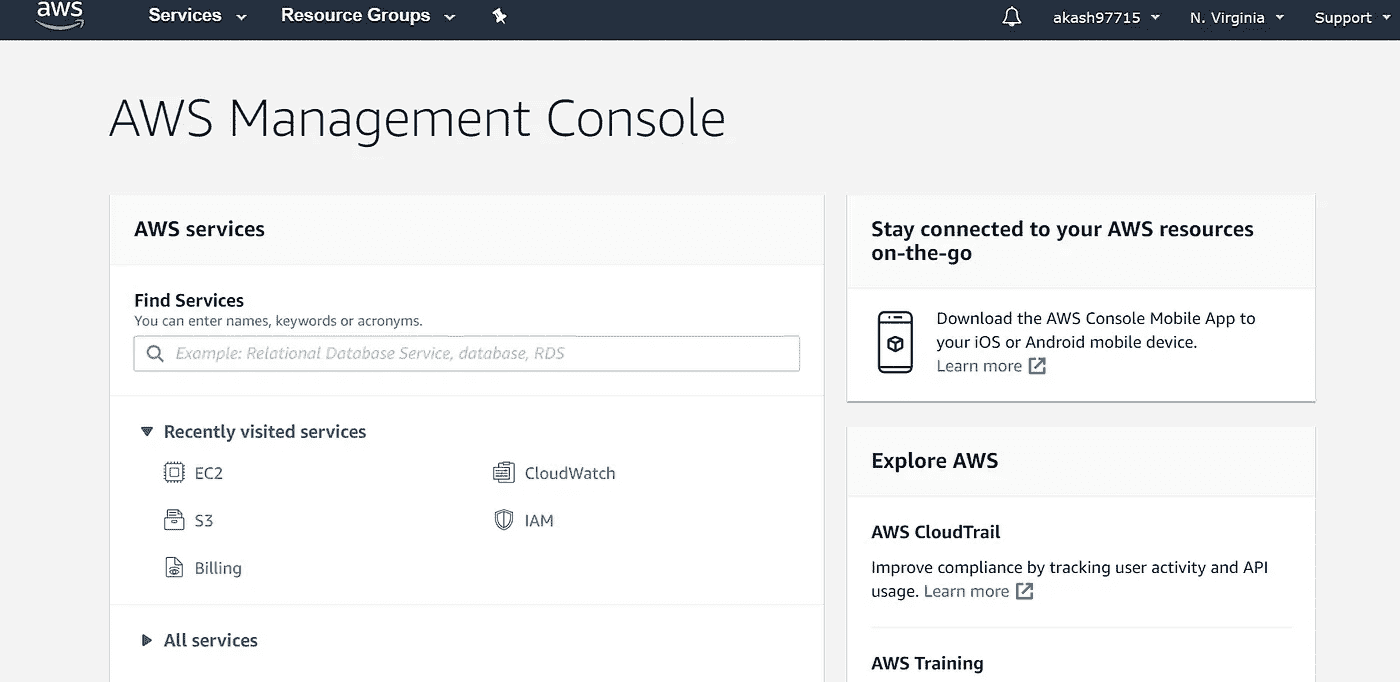 aws
Services
Resource Groups
akash97715
N. Virginia
Support
AWS Management Console
AWS services
Find Services
You can enter names, keywords or acronyms.
Example: Relational Database Service, database, RDS
Recently visited services
EC2
CloudWatch
S3
IAM
Billing
All services
Stay connected to your AWS resources
on-the-go
Download the AWS Console Mobile App to
your iOS or Android mobile device.
Learn more
Explore AWS
AWS CloudTrail
Improve compliance by tracking user activity and API
usage. Learn more
AWS Training